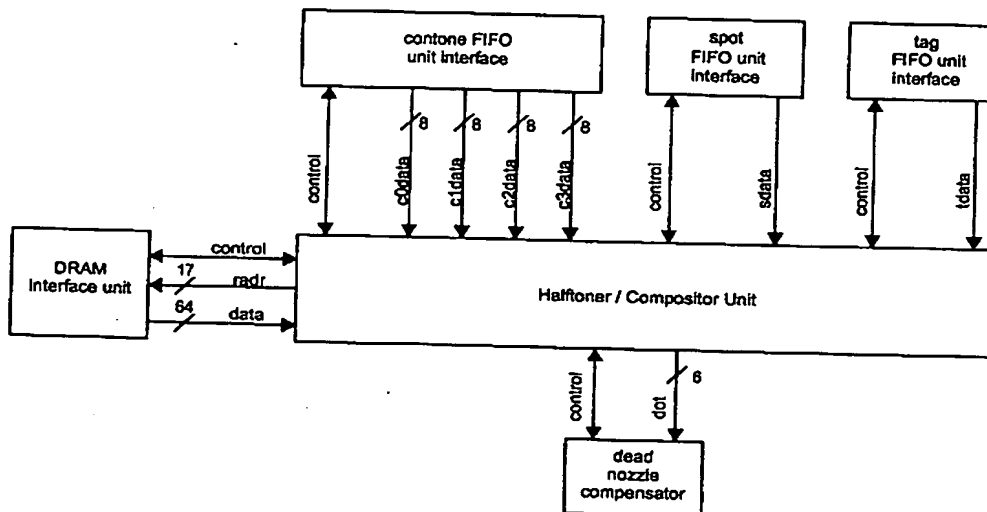 contone FIFO
unit interface
spot
FIFO unit
interface
tag
FIFO unit
interface
8
8
8
8
control
c0data
c1data
c2data
c3data
control
sdata
control
tdata
DRAM
interface unit
control
17
radr
64
data
Halftoner / Compositor Unit
control
dot
6
dead
nozzle
compensator